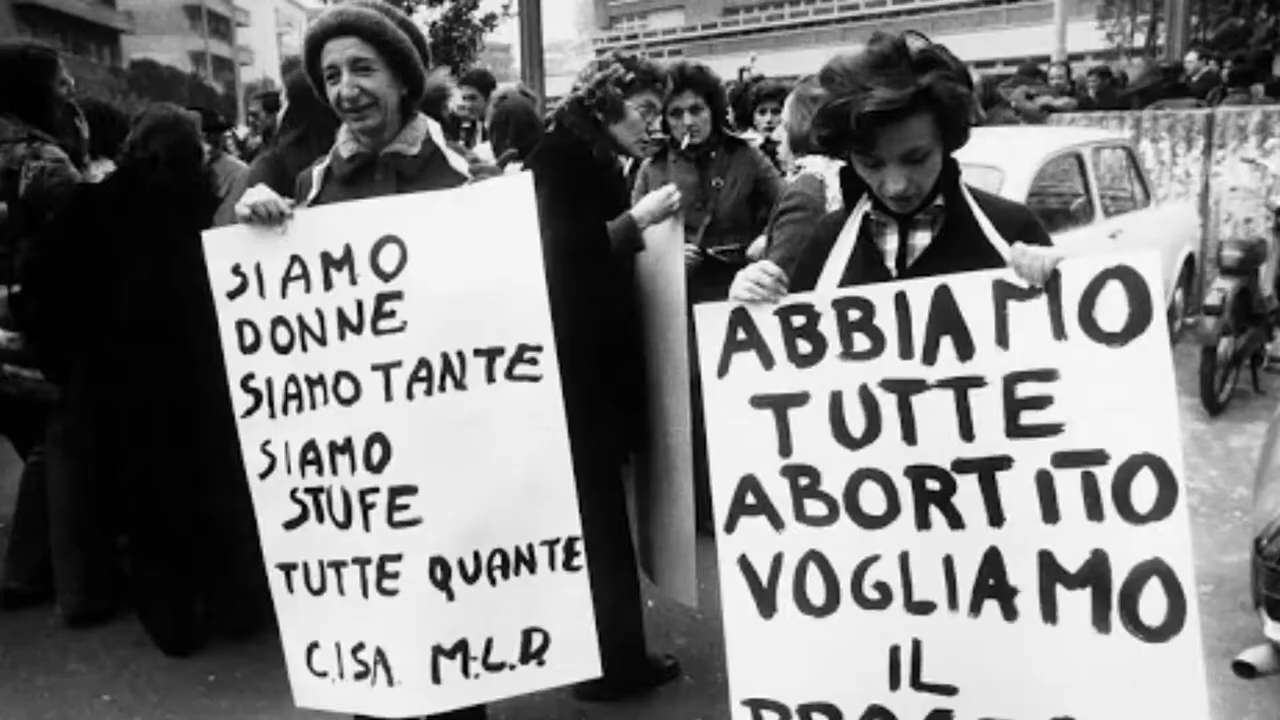 SIAMO
DONNE
SIAMO TANTE
SIAMO
STUFE
TUTTE QUANTE
C.I.S.A. M.L.D.
ABBIAMO
TUTTE
ABORTITO
VOGLIAMO
IL